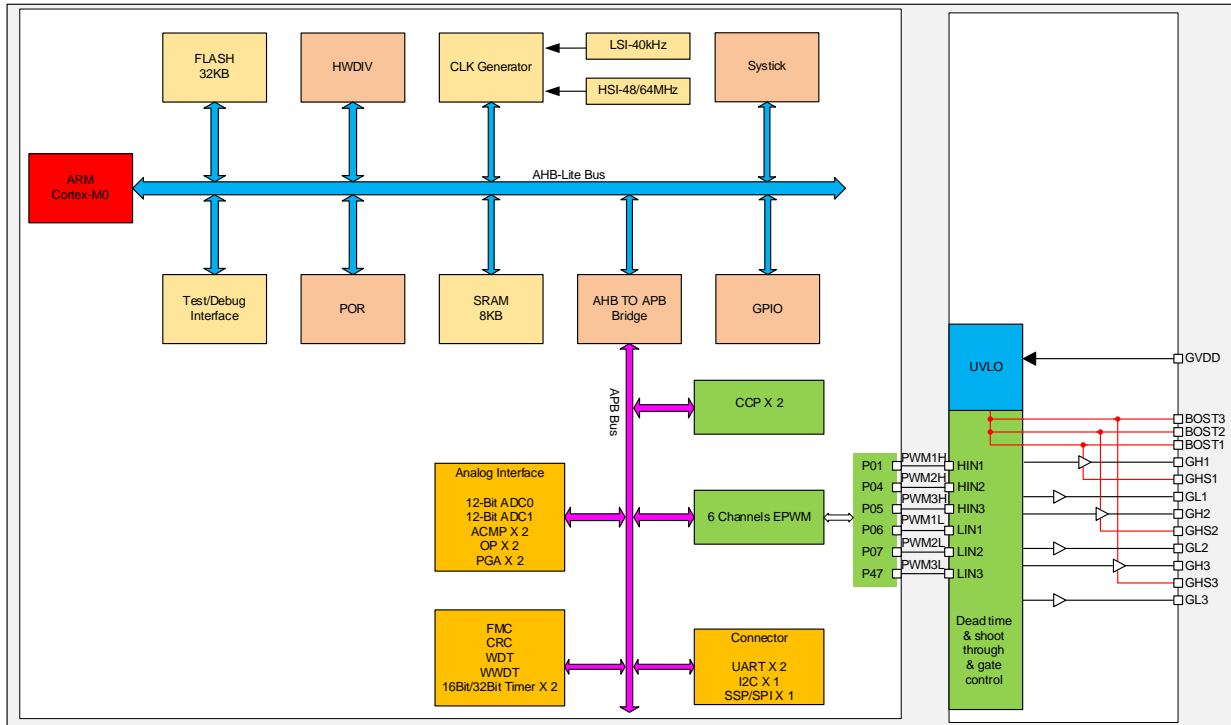 FLASH
32KB
HWDIV
CLK Generator
LSI-40kHz
HSI-48/64MHz
Systick
ARM
Cortex-M0
AHB-Lite Bus
Test/Debug
Interface
POR
SRAM
8KB
AHB TO APB
Bridge
GPIO
APB Bus
CCP X 2
Analog Interface
12-Bit ADC0
12-Bit ADC1
ACMP X 2
OP X 2
PGA X 2
6 Channels EPWM
FMC
CRC
WDT
WWDT
16Bit/32Bit Timer X 2
Connector
UART X 2
I2C X 1
SSP/SPI X 1
P01
P04
P05
P06
P07
P47
PWM1H
PWM2H
PWM3H
PWM1L
PWM2L
PWM3L
HIN1
HIN2
HIN3
LIN1
LIN2
LIN3
UVLO
Dead time
& shoot
through
& gate
control
GVDD
BOST3
BOST2
BOST1
GH1
GHS1
GL1
GH2
GHS2
GL2
GH3
GHS3
GL3